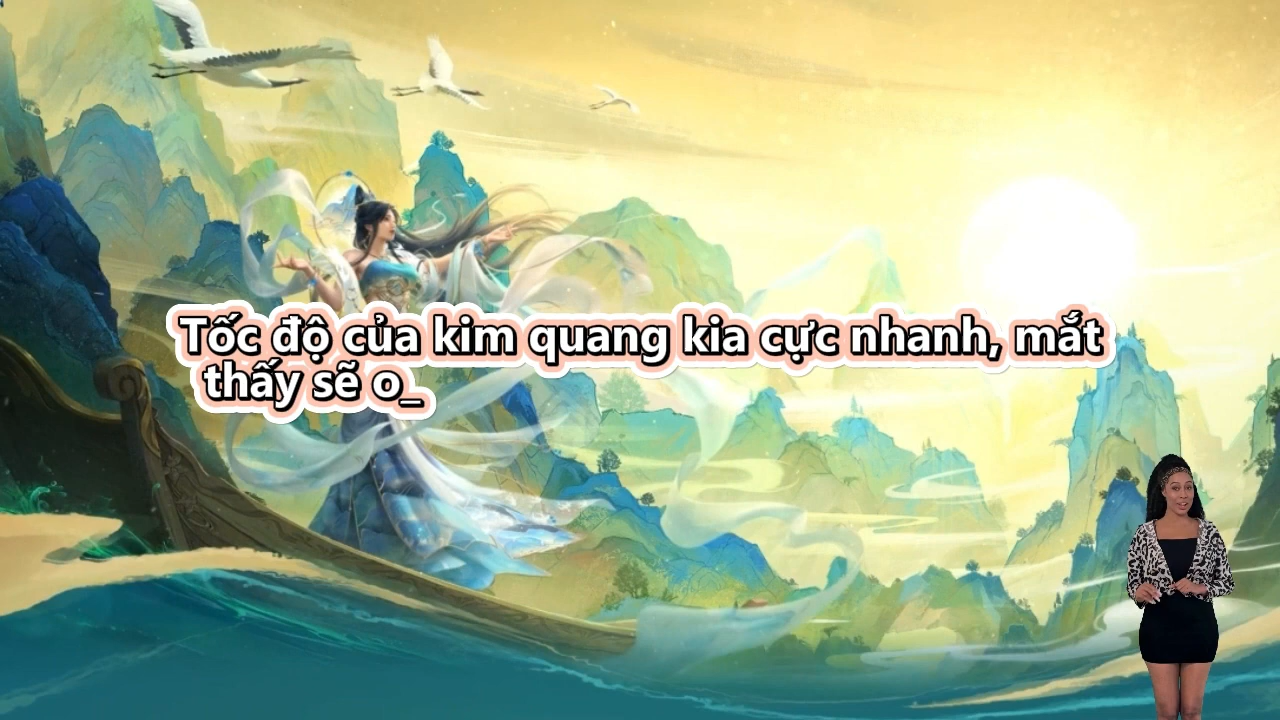 Tốc độ của kim quang kia cực nhanh, mắt
thấy sẽ o_